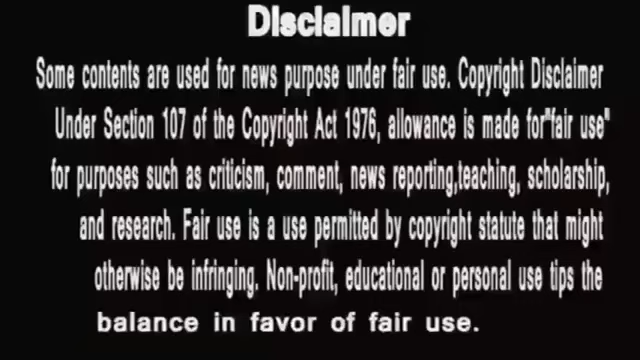 Disclaimer
Some contents are used for news purpose under fair use. Copyright Disclaimer
Under Section 107 of the Copyright Act 1976, allowance is made for"fair use"
for purposes such as criticism, comment, news reporting,teaching, scholarship,
and research. Fair use is a use permitted by copyright statute that might
otherwise be infringing. Non-profit, educational or personal use tips the
balance in favor of fair use.